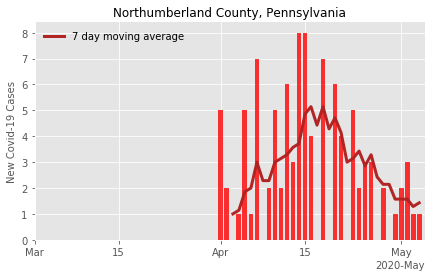 Northumberland County, Pennsylvania
7 day moving average
New Covid-19 Cases
8
7
6
5
4
3
2
1
0
Mar
15
Apr
15
May
2020-May